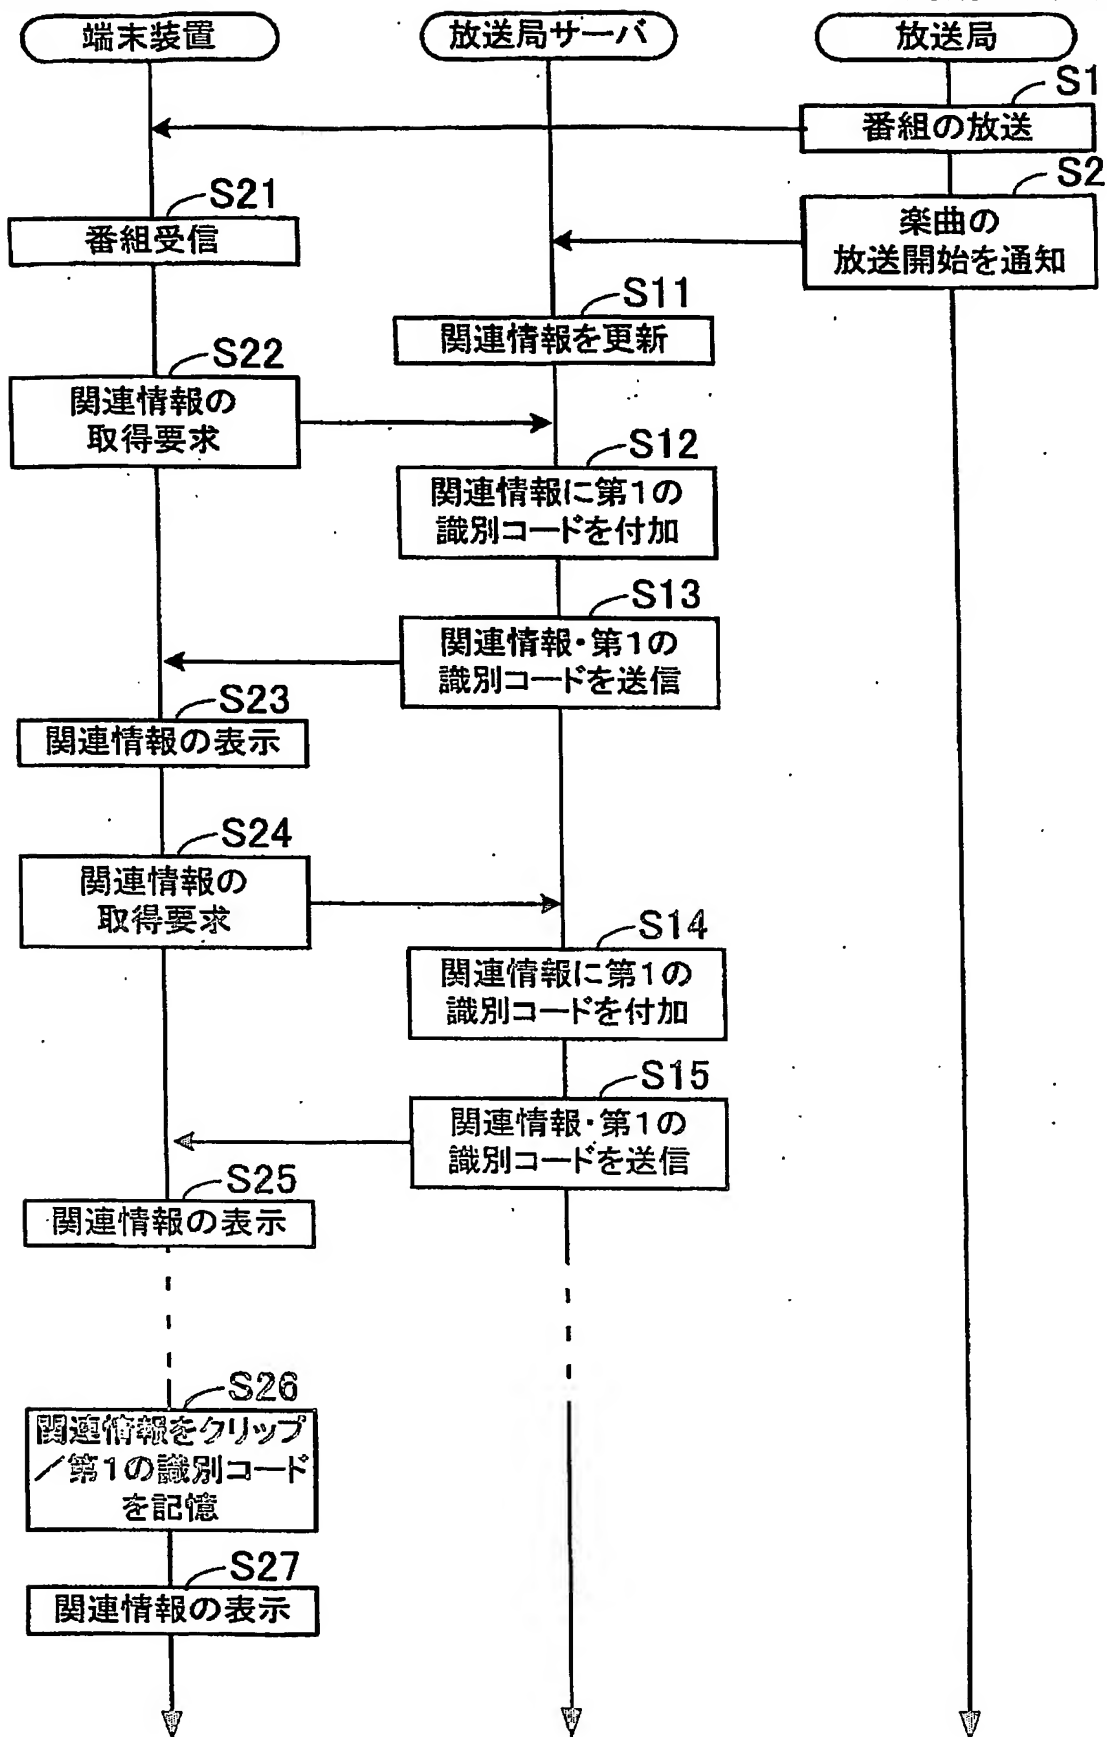 端末装置
放送局サーバ
放送局
S1
番組の放送
S2
楽曲の
放送開始を通知
S21
番組受信
S11
関連情報を更新
S22
関連情報の
取得要求
S12
関連情報に第1の
識別コードを付加
S13
関連情報・第1の
識別コードを送信
S23
関連情報の表示
S24
関連情報の
取得要求
S14
関連情報に第1の
識別コードを付加
S15
関連情報・第1の
識別コードを送信
S25
関連情報の表示
S26
関連情報をクリップ
／第1の識別コード
を記憶
S27
関連情報の表示